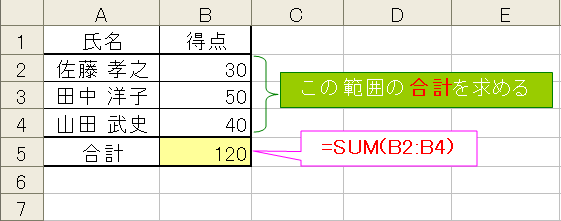 A B C D E
1 氏名 得点
2 佐藤 孝之 30
3 田中 洋子 50
4 山田 武史 40
5 合計 120
6
7
この範囲の合計を求める
=SUM(B2:B4)